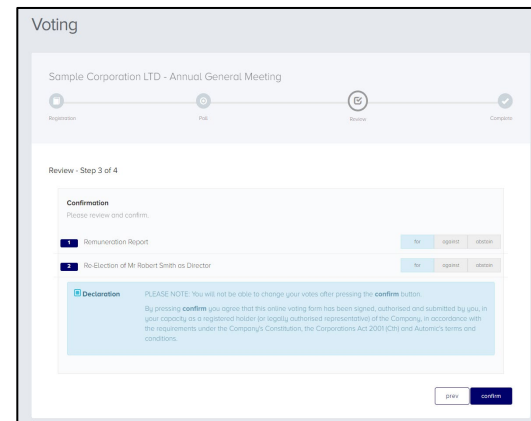 Voting
Sample Corporation LTD - Annual General Meeting
Registration Poll Review Complete
Review - Step 3 of 4
Confirmation
Please review and confirm.
1 Remuneration Report for against abstain
2 Re-Election of Mr Robert Smith as Director for against abstain
Declaration PLEASE NOTE: You will not be able to change your votes after pressing the confirm button.
By pressing confirm you agree that this online voting form has been signed, authorised and submitted by you, in
your capacity as a registered holder (or legally authorised representative) of the Company, in accordance with
the requirements under the Company's Constitution, the Corporations Act 2001 (Cth) and Automic's terms and
conditions.
prev confirm